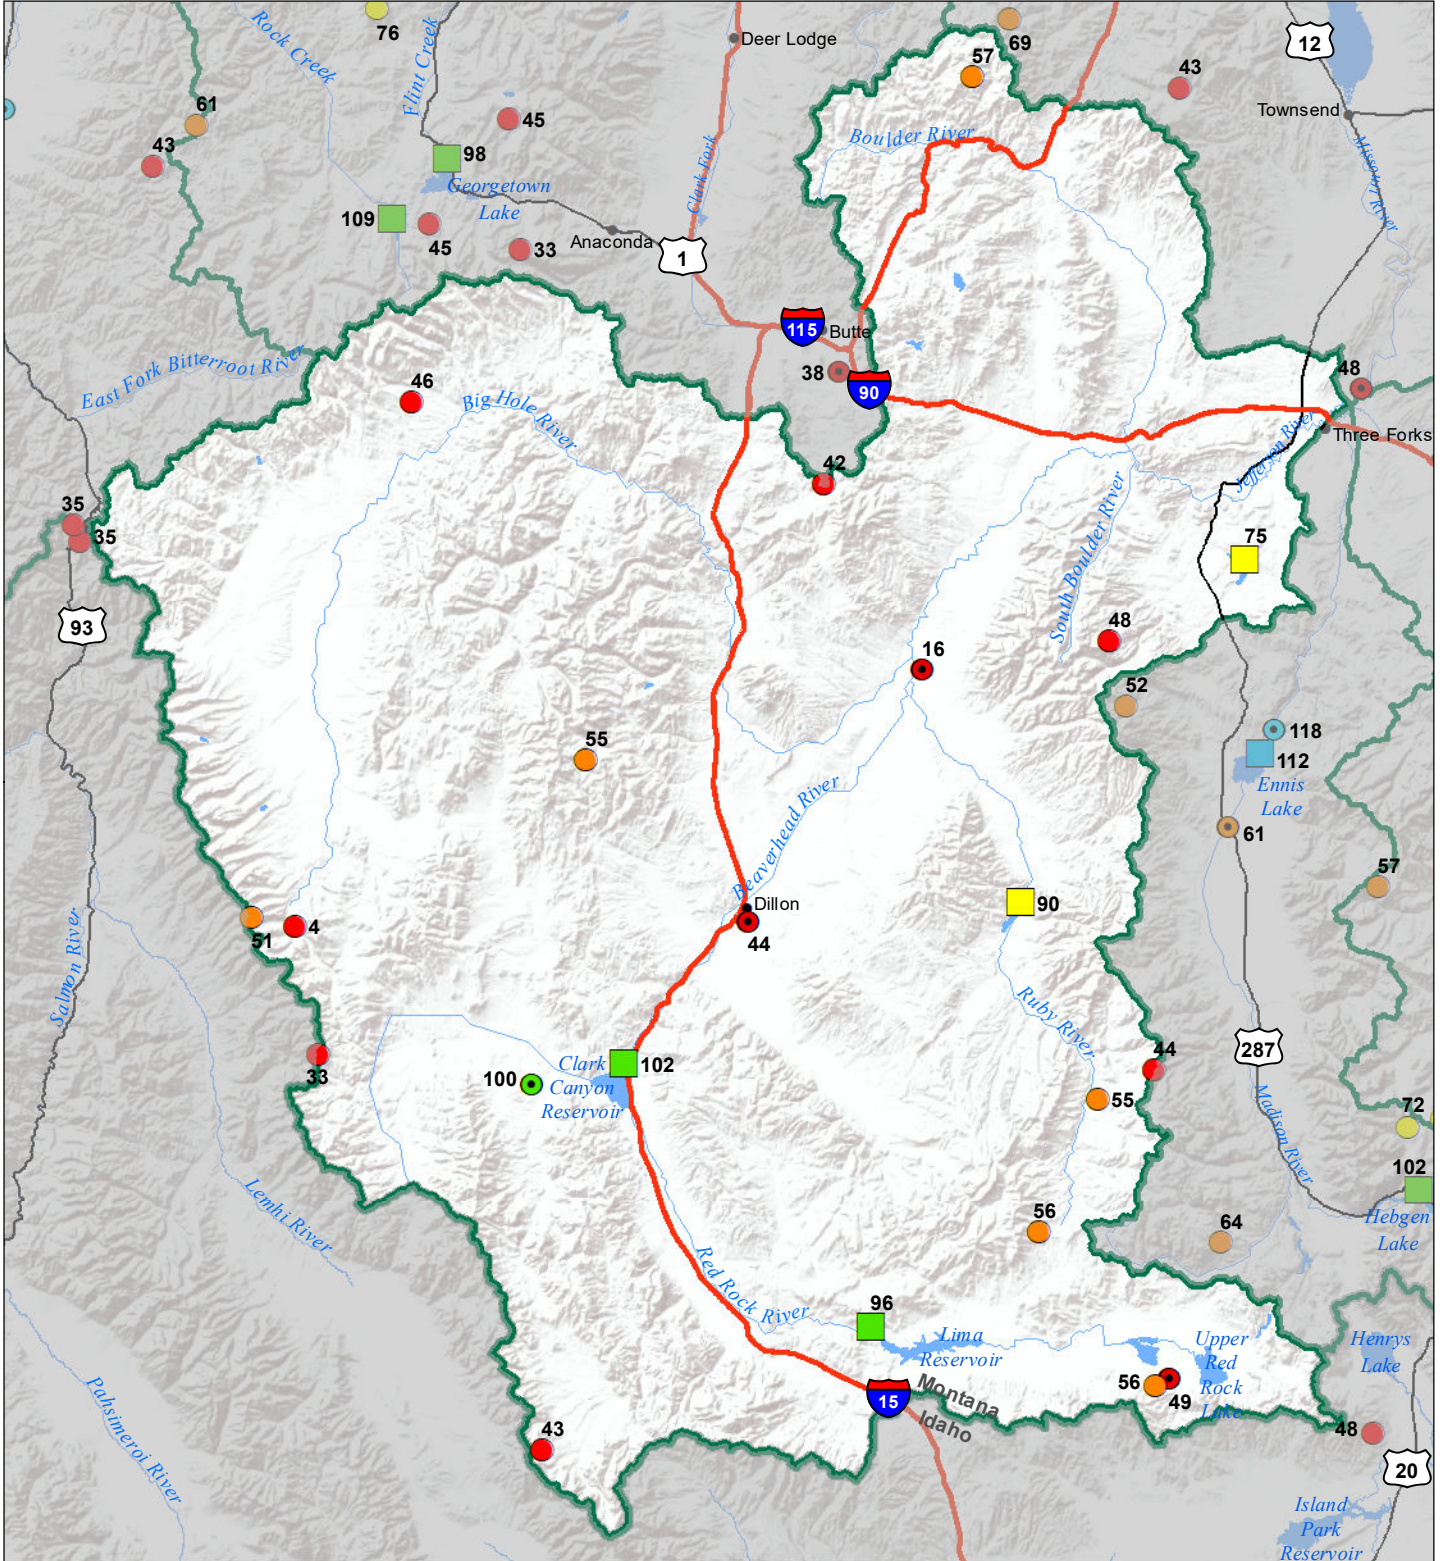 76
Rock Creek
Flint Creek
Deer Lodge
69
57
12
43
Townsend
61
45
43
98
Boulder River
Clark Fork
Missouri River
Georgetown
Lake
109
45
33
Anaconda
1
115
Butte
38
90
48
East Fork Bitterroot River
46
Big Hole River
Three Forks
Jefferson River
42
35
35
South Boulder River
75
93
48
16
52
118
112
Ennis
Lake
55
Beaverhead River
61
57
Dillon
44
90
51
4
Salmon River
Ruby River
287
33
Clark
Canyon
Reservoir
102
100
44
55
Madison River
72
102
Hebgen
Lake
Lemhi River
56
64
Red Rock River
96
Lima
Reservoir
Upper
Red
Rock
Lake
Henrys
Lake
56
49
Montana
Idaho
15
Pahsimeroi River
43
48
20
Island
Park
Reservoir